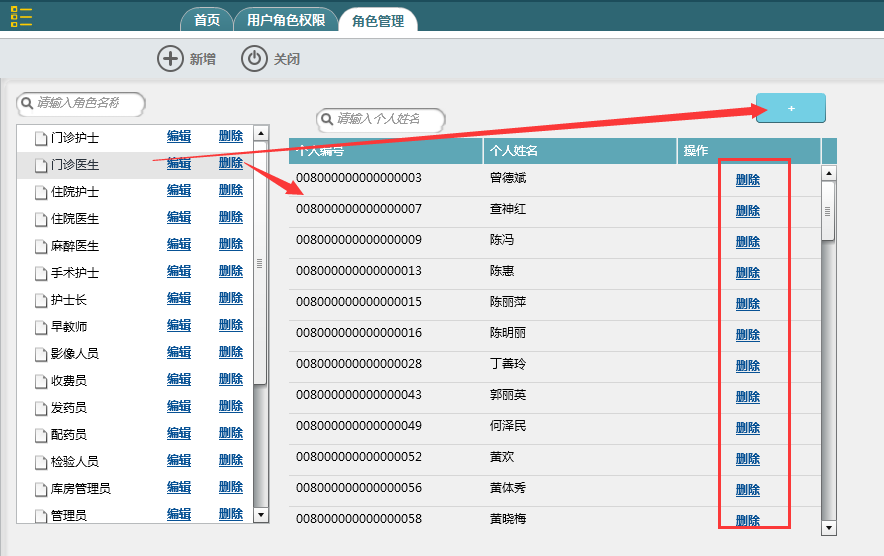 首页 用户角色权限 角色管理
新增 关闭
请输入角色名称
+
请输入个人姓名
门诊护士 编辑 删除
门诊医生 编辑 删除
住院护士 编辑 删除
住院医生 编辑 删除
麻醉医生 编辑 删除
手术护士 编辑 删除
护士长 编辑 删除
早教师 编辑 删除
影像人员 编辑 删除
收费员 编辑 删除
发药员 编辑 删除
配药员 编辑 删除
检验人员 编辑 删除
库房管理员 编辑 删除
管理员 编辑 删除
个人编号 个人姓名 操作
008000000000000003 曾德斌 删除
008000000000000007 查神红 删除
008000000000000009 陈冯 删除
008000000000000013 陈惠 删除
008000000000000015 陈丽萍 删除
008000000000000016 陈明丽 删除
008000000000000028 丁善玲 删除
008000000000000043 郭丽英 删除
008000000000000049 何泽民 删除
008000000000000052 黄欢 删除
008000000000000056 黄体秀 删除
008000000000000058 黄晓梅 删除